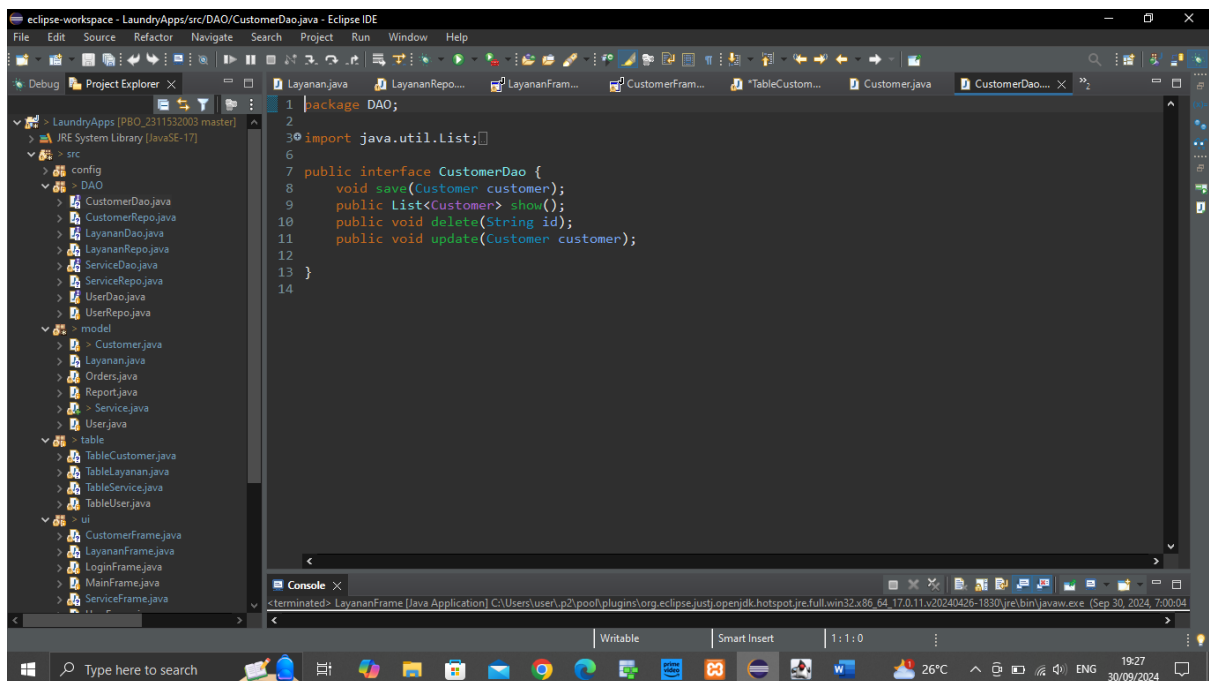 eclipse-workspace - LaundryApps/src/DAO/CustomerDao.java - Eclipse IDE
File Edit Source Refactor Navigate Search Project Run Window Help
Debug Project Explorer
Layanan.java LayananRepo.... LayananFram... CustomerFram... *TableCustom... Customer.java CustomerDao.... »2
> LaundryApps [PBO_2311532003 master]
JRE System Library [JavaSE-17]
> src
config
> DAO
CustomerDao.java
CustomerRepo.java
LayananDao.java
LayananRepo.java
ServiceDao.java
ServiceRepo.java
UserDao.java
UserRepo.java
> model
> Customer.java
Layanan.java
Orders.java
Report.java
> Service.java
User.java
> table
TableCustomer.java
TableLayanan.java
TableService.java
TableUser.java
> ui
CustomerFrame.java
LayananFrame.java
LoginFrame.java
MainFrame.java
ServiceFrame.java
1 package DAO;
2
3 import java.util.List;
6
7 public interface CustomerDao {
8 void save(Customer customer);
9 public List<Customer> show();
10 public void delete(String id);
11 public void update(Customer customer);
12
13 }
14
Console
<terminated> LayananFrame [Java Application] C:\Users\user\.p2\pool\plugins\org.eclipse.justj.openjdk.hotspot.jre.full.win32.x86_64_17.0.11.v20240426-1830\jre\bin\javaw.exe (Sep 30, 2024, 7:00:04
Writable Smart Insert 1 : 1 : 0
Type here to search
prime video
26°C
ENG
19:27
30/09/2024